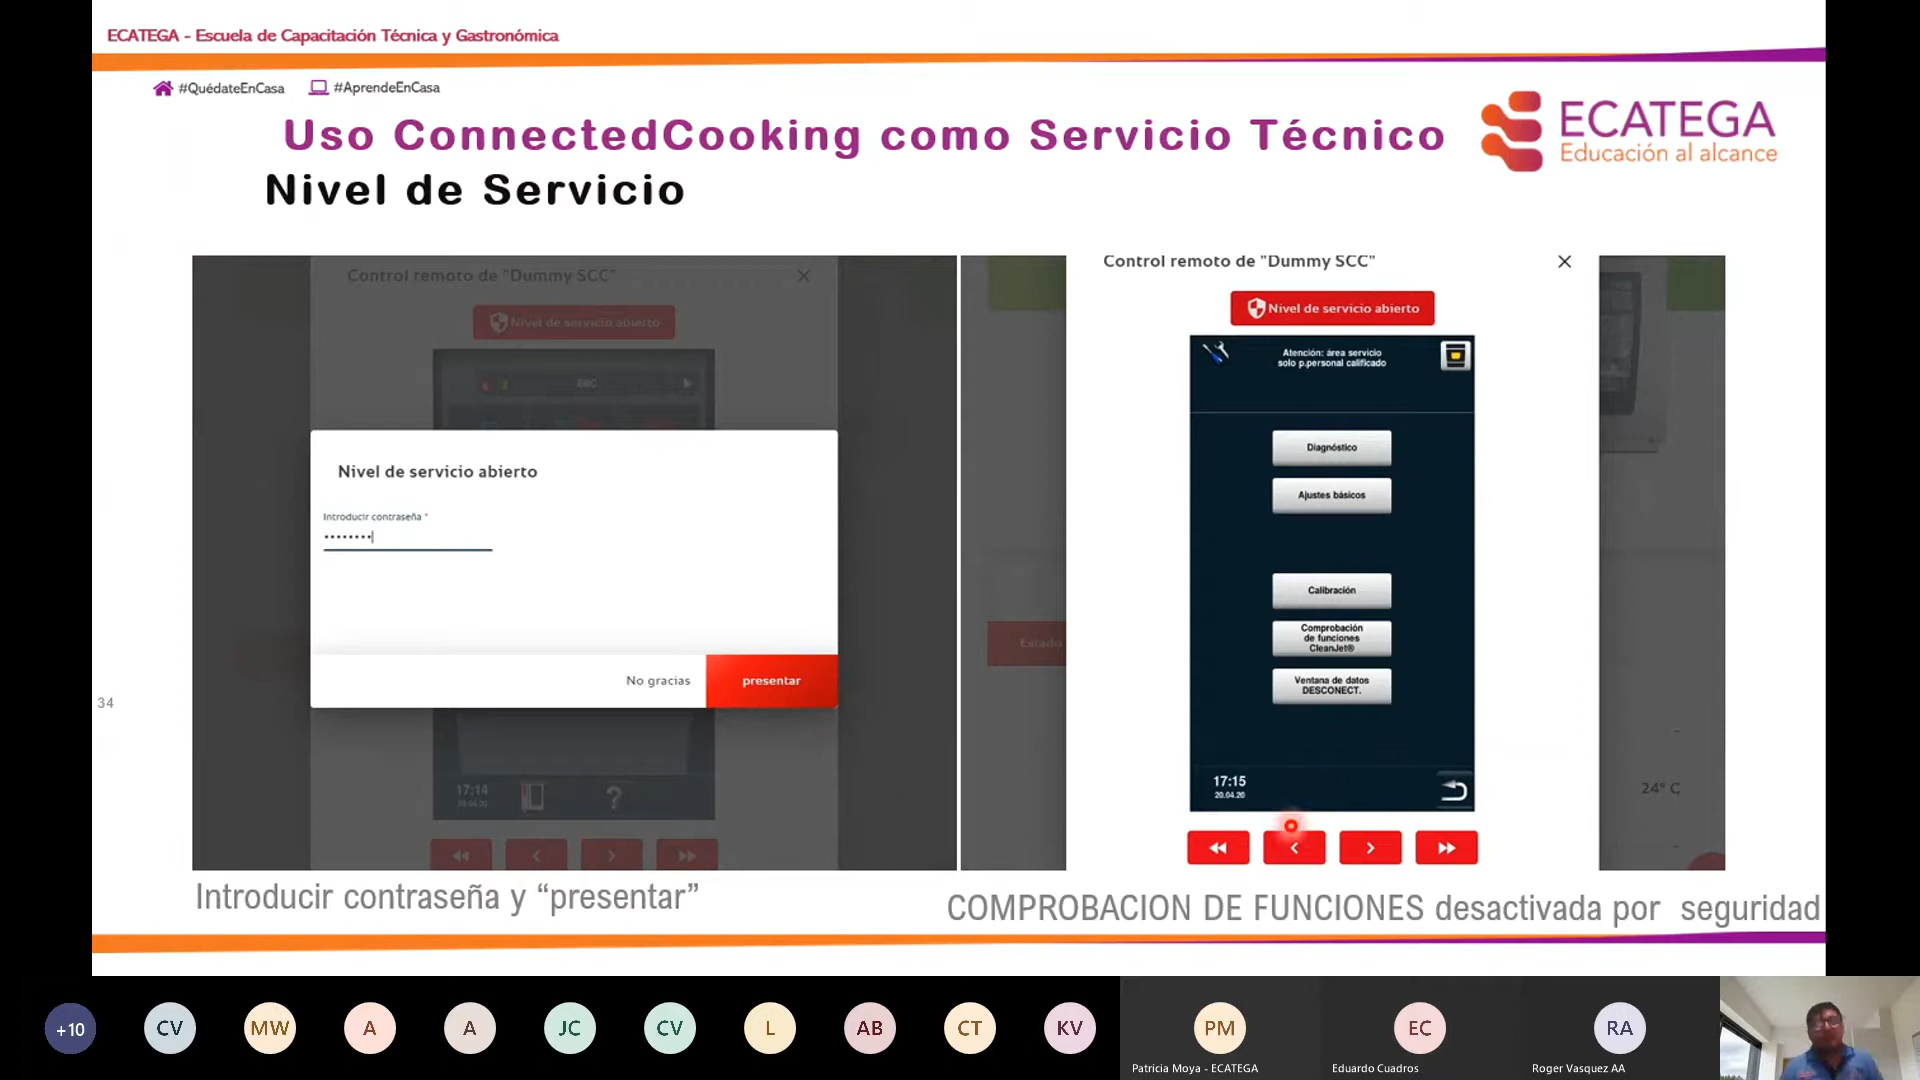 ECATEGA - Escuela de Capacitación Técnica y Gastronómica
#QuédateEnCasa #AprendeEnCasa
Uso ConnectedCooking como Servicio Técnico
Nivel de Servicio
ECATEGA
Educación al alcance
Control remoto de "Dummy SCC"
Nivel de servicio abierto
Nivel de servicio abierto
Introducir contraseña *
No gracias
presentar
17:14
20.04.20
?
Introducir contraseña y “presentar”
Control remoto de "Dummy SCC"
Nivel de servicio abierto
Atención: área servicio
solo p.personal calificado
Diagnóstico
Ajustes básicos
Calibración
Comprobación
de funciones
CleanJet®
Ventana de datos
DESCONECT.
17:15
20.04.20
Estado
24° C
COMPROBACION DE FUNCIONES desactivada por seguridad
34
+10
CV
MW
A
A
JC
CV
L
AB
CT
KV
PM
Patricia Moya - ECATEGA
EC
Eduardo Cuadros
RA
Roger Vasquez AA